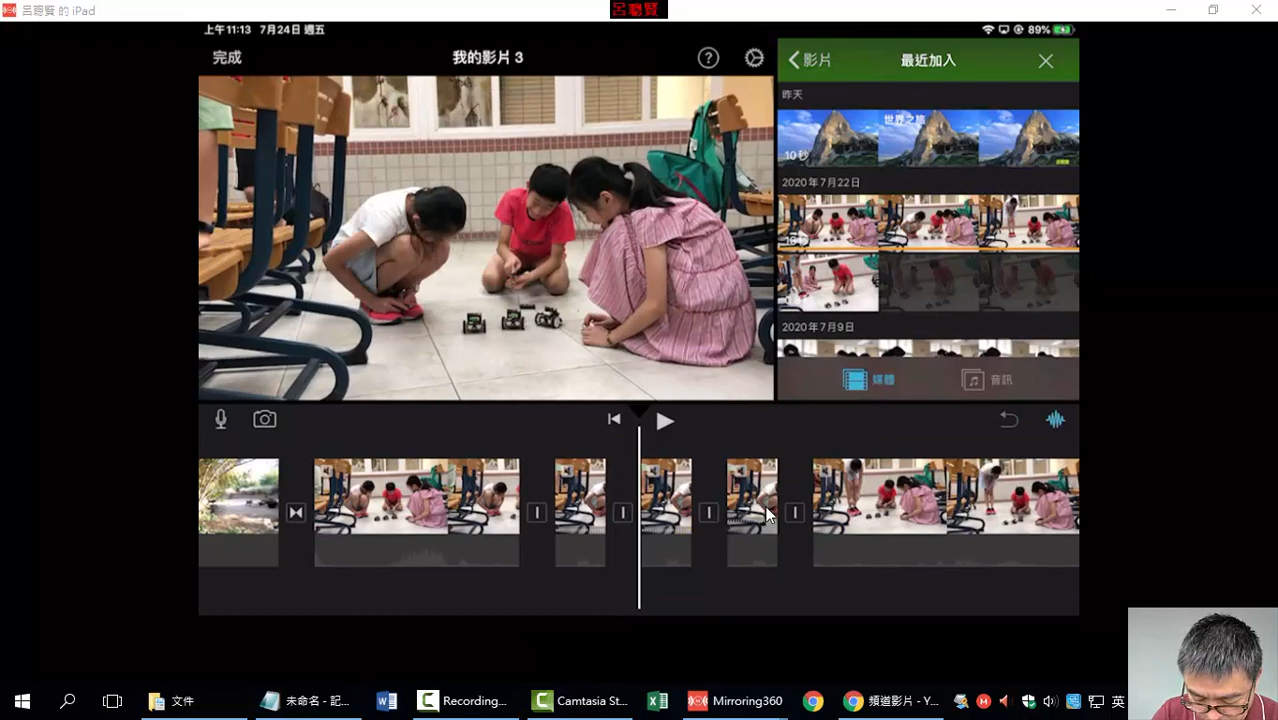 呂聰賢 的 iPad
呂聰賢
上午11:13 7月24日 週五
89%
完成
我的影片 3
?
影片
最近加入
昨天
10秒
世界之旅
2020年7月22日
2020年7月9日
媒體
音訊
文件
未命名 - 記...
Recording...
Camtasia St...
Mirroring360
頻道影片 - Y...
英